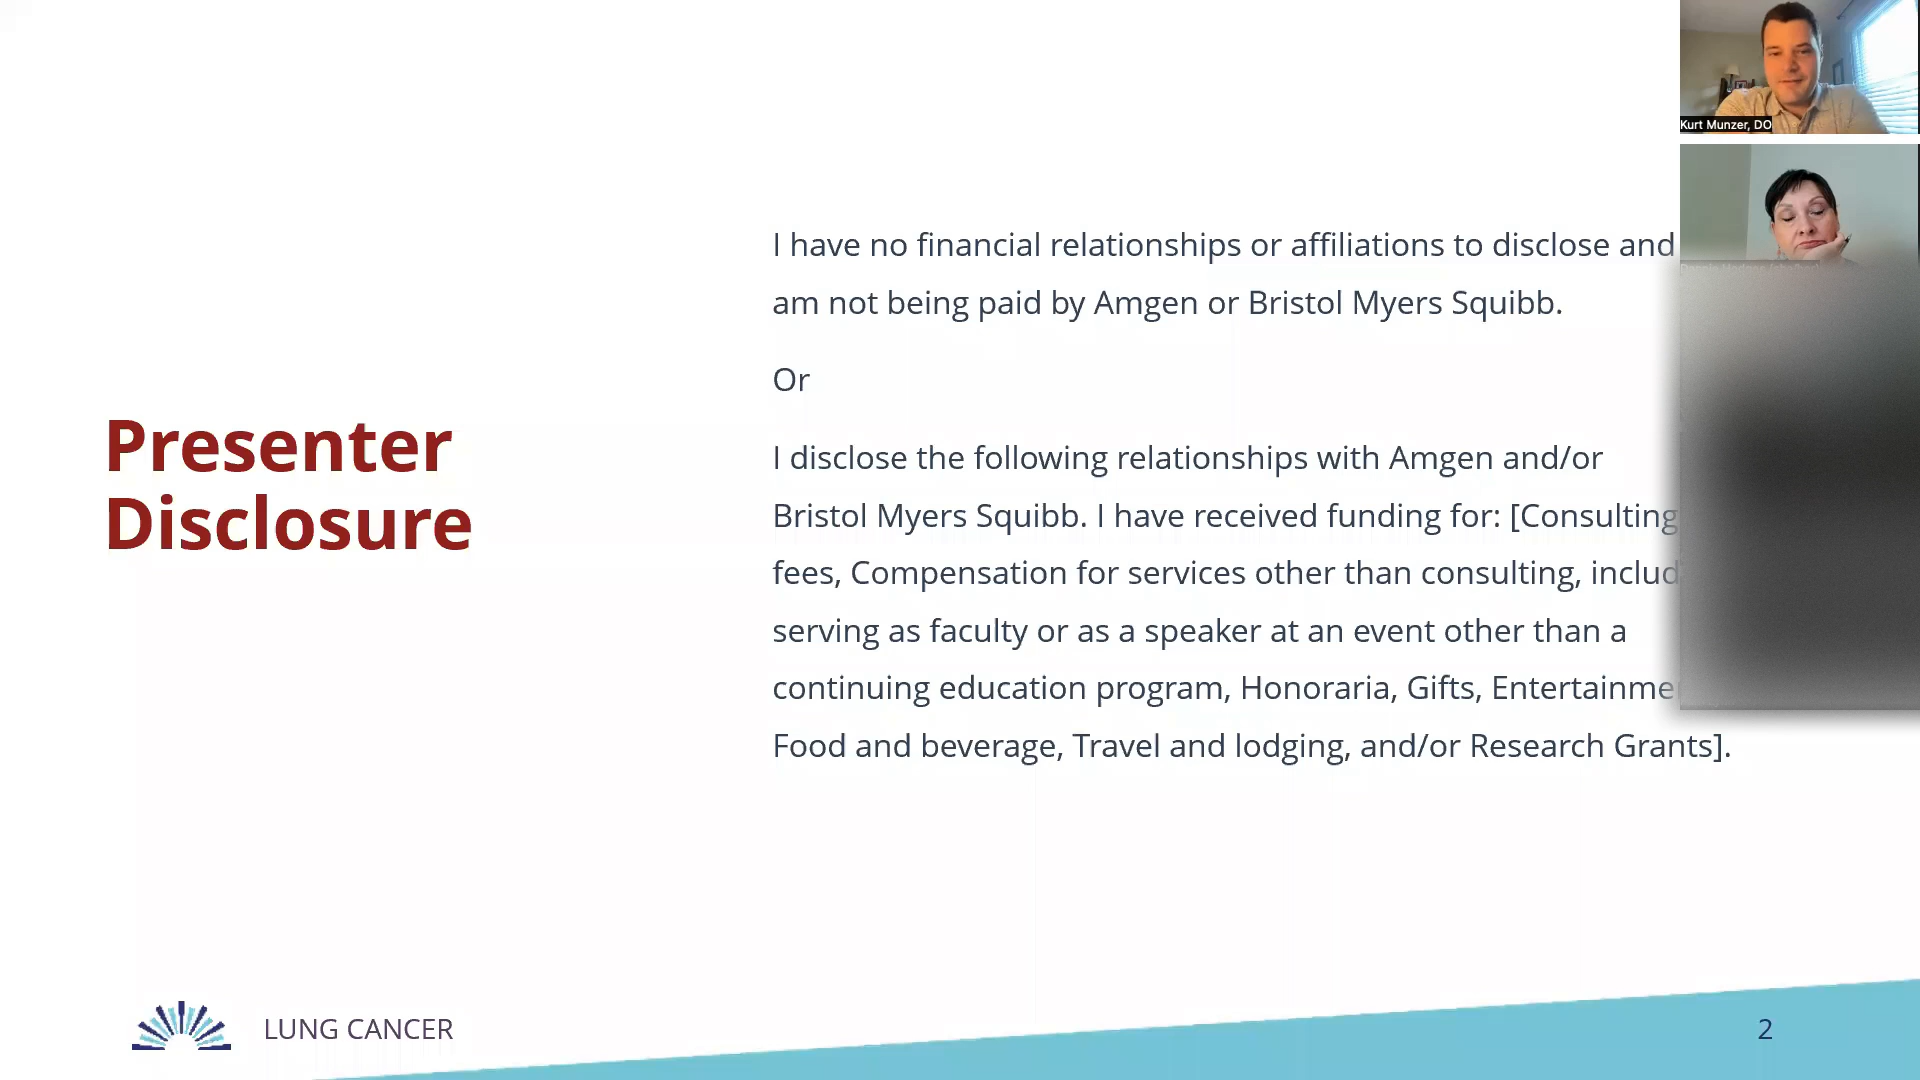 Presenter
Disclosure
I have no financial relationships or affiliations to disclose and
am not being paid by Amgen or Bristol Myers Squibb.
Or
I disclose the following relationships with Amgen and/or
Bristol Myers Squibb. I have received funding for: [Consulting
fees, Compensation for services other than consulting, includ
serving as faculty or as a speaker at an event other than a
continuing education program, Honoraria, Gifts, Entertainme
Food and beverage, Travel and lodging, and/or Research Grants].
Kurt Munzer, DO
LUNG CANCER
2